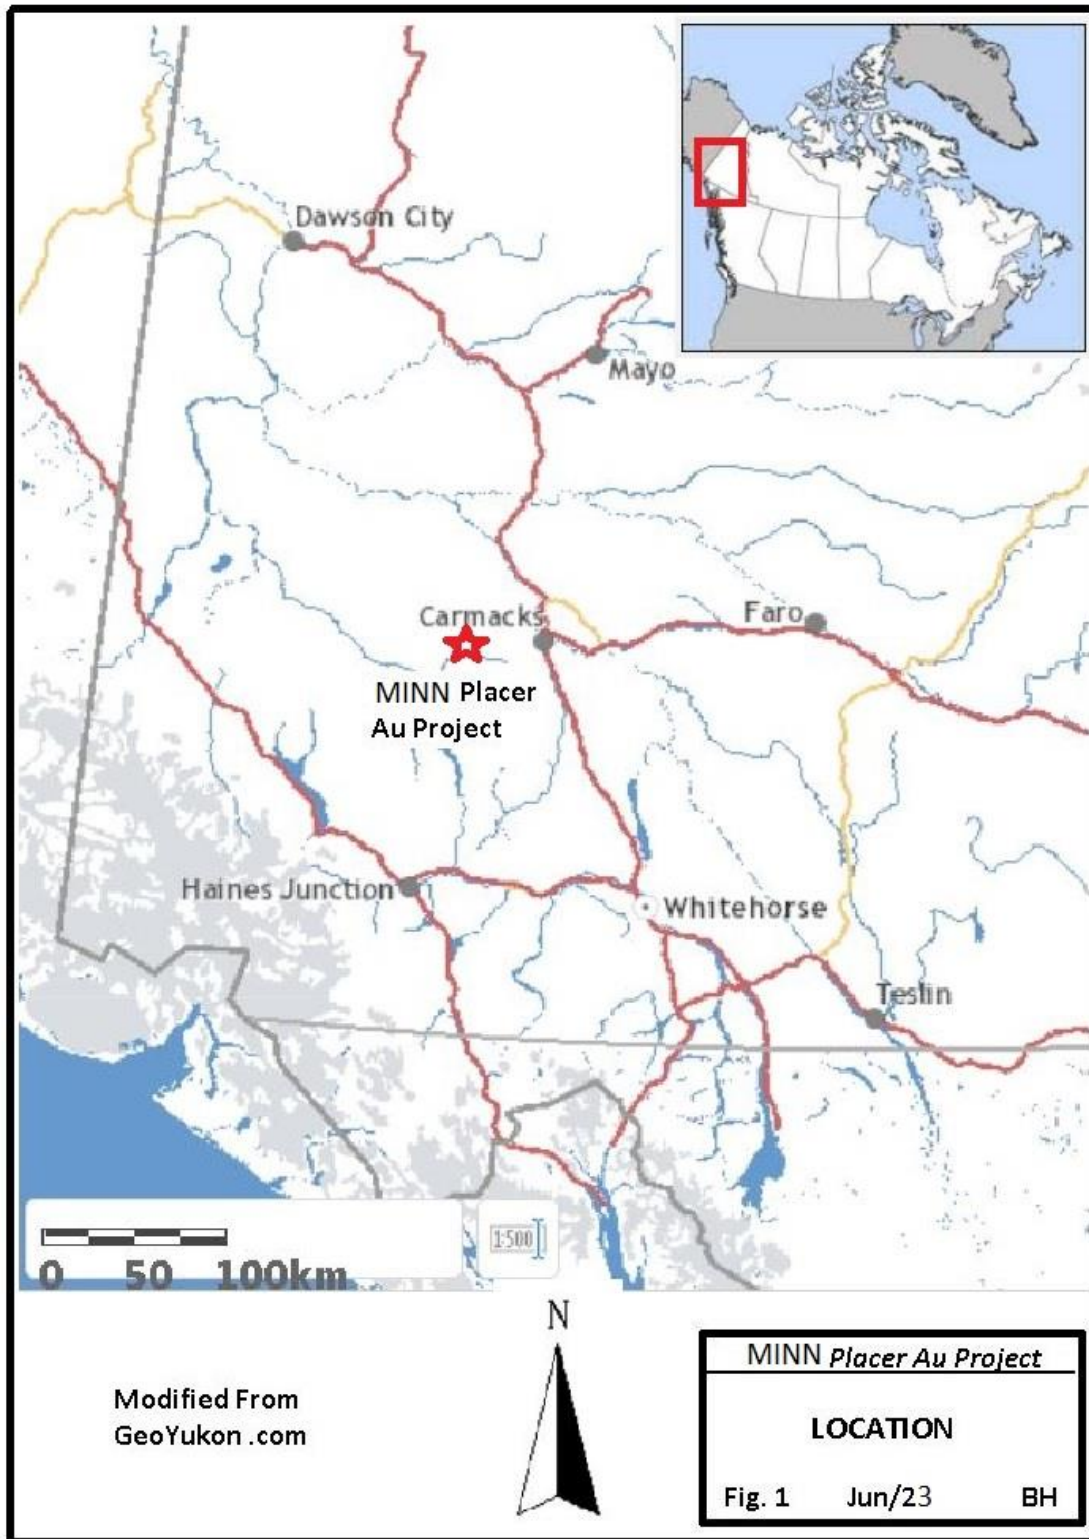 Dawson City
Mayo
Carmacks
Faro
MINN Placer
Au Project
Haines Junction
Whitehorse
Teslin
1:500
0 50 100km
N
Modified From
GeoYukon .com
MINN Placer Au Project
LOCATION
Fig. 1 Jun/23 BH